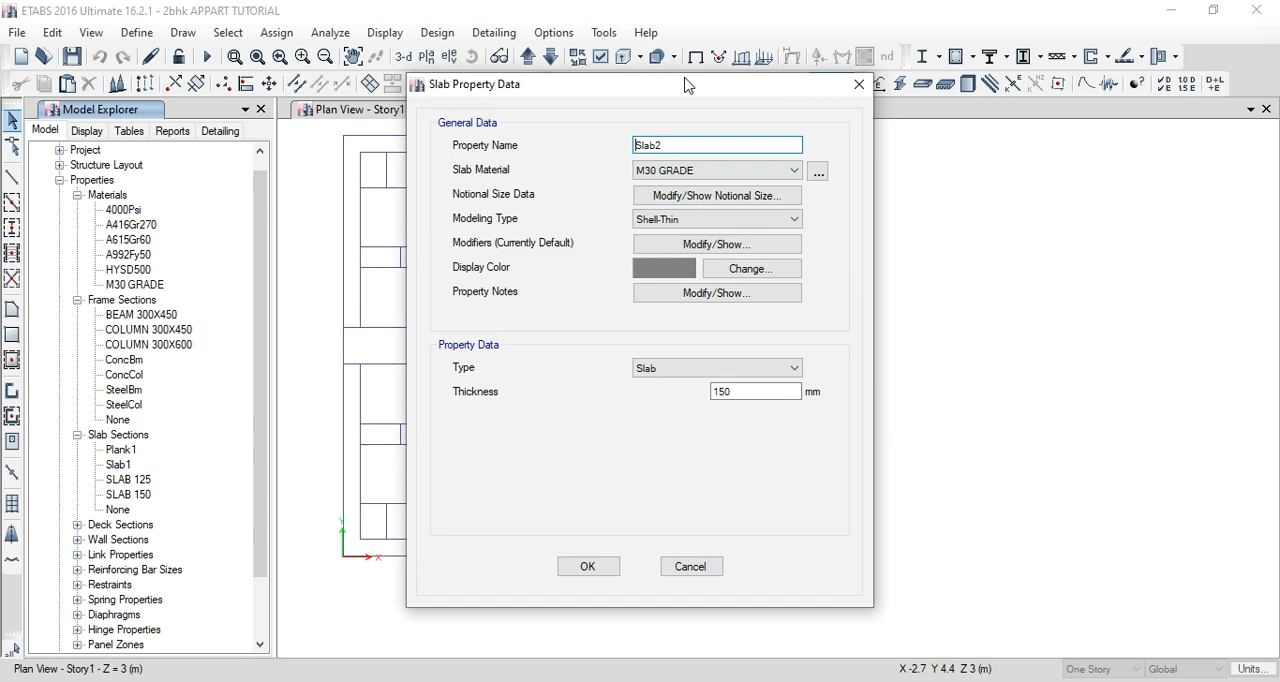 ETABS 2016 Ultimate 16.2.1 - 2bhk APPART TUTORIAL
File Edit View Define Draw Select Assign Analyze Display Design Detailing Options Tools Help
3-d pla ele nd
Model Explorer
Plan View - Story1
Model Display Tables Reports Detailing
Project
Structure Layout
Properties
Materials
4000Psi
A416Gr270
A615Gr60
A992Fy50
HYSD500
M30 GRADE
Frame Sections
BEAM 300X450
COLUMN 300X450
COLUMN 300X600
ConcBm
ConcCol
SteelBm
SteelCol
None
Slab Sections
Plank1
Slab1
SLAB 125
SLAB 150
None
Deck Sections
Wall Sections
Link Properties
Reinforcing Bar Sizes
Restraints
Spring Properties
Diaphragms
Hinge Properties
Panel Zones
Y
X
Slab Property Data
General Data
Property Name Slab2
Slab Material M30 GRADE ...
Notional Size Data Modify/Show Notional Size...
Modeling Type Shell-Thin
Modifiers (Currently Default) Modify/Show...
Display Color Change...
Property Notes Modify/Show...
Property Data
Type Slab
Thickness 150 mm
OK Cancel
Plan View - Story1 - Z = 3 (m) X -2.7 Y 4.4 Z 3 (m) One Story Global Units...